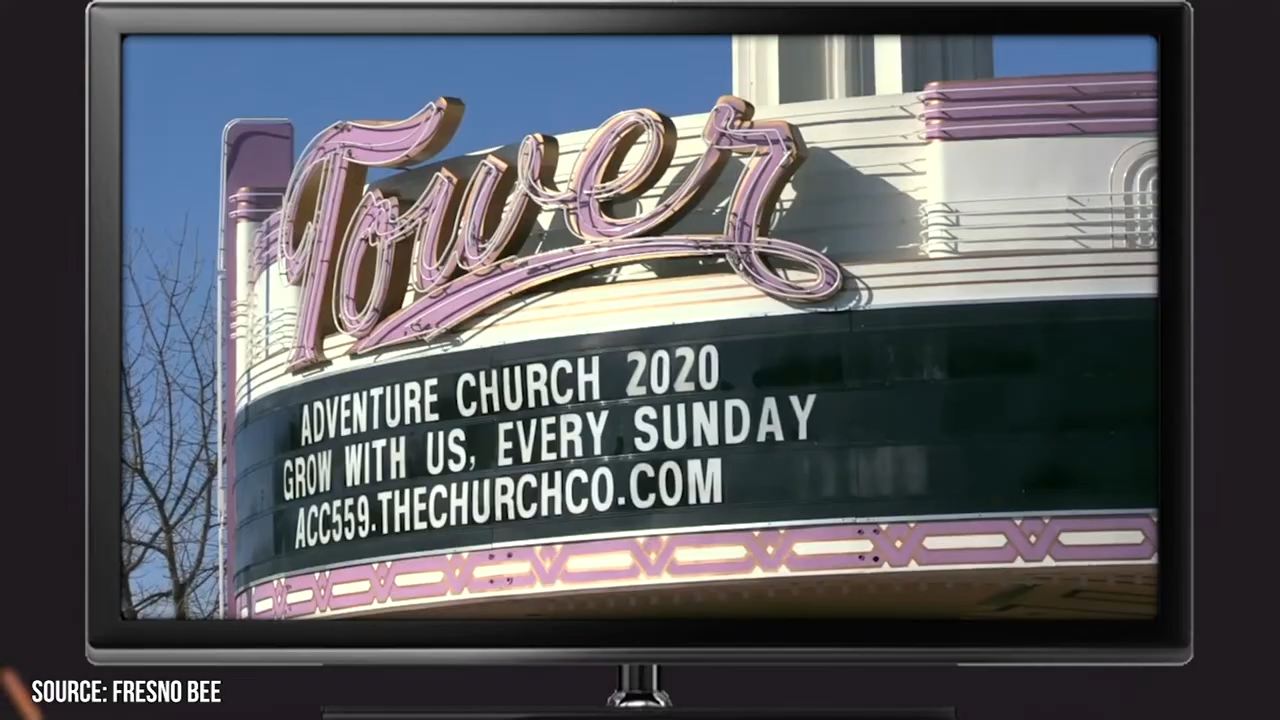 Tower
ADVENTURE CHURCH 2020
GROW WITH US, EVERY SUNDAY
ACC559.THECHURCHCO.COM
SOURCE: FRESNO BEE